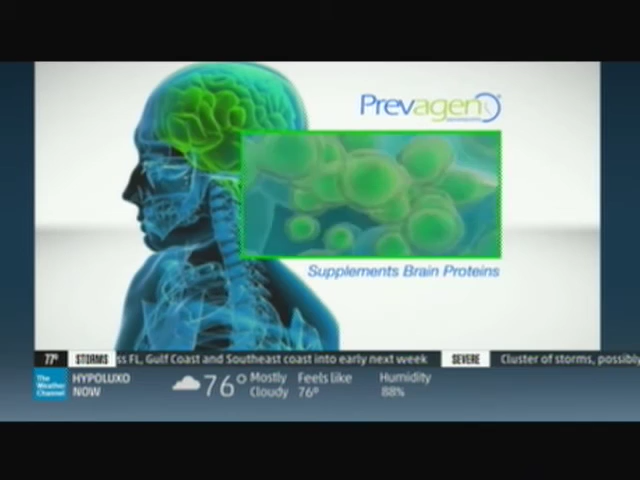 Prevagen
Supplements Brain Proteins
77° STORMS ss FL, Gulf Coast and Southeast coast into early next week SEVERE Cluster of storms, possibly
The Weather Channel
HYPOLUXO NOW
76° Mostly Cloudy
Feels like 76°
Humidity 88%